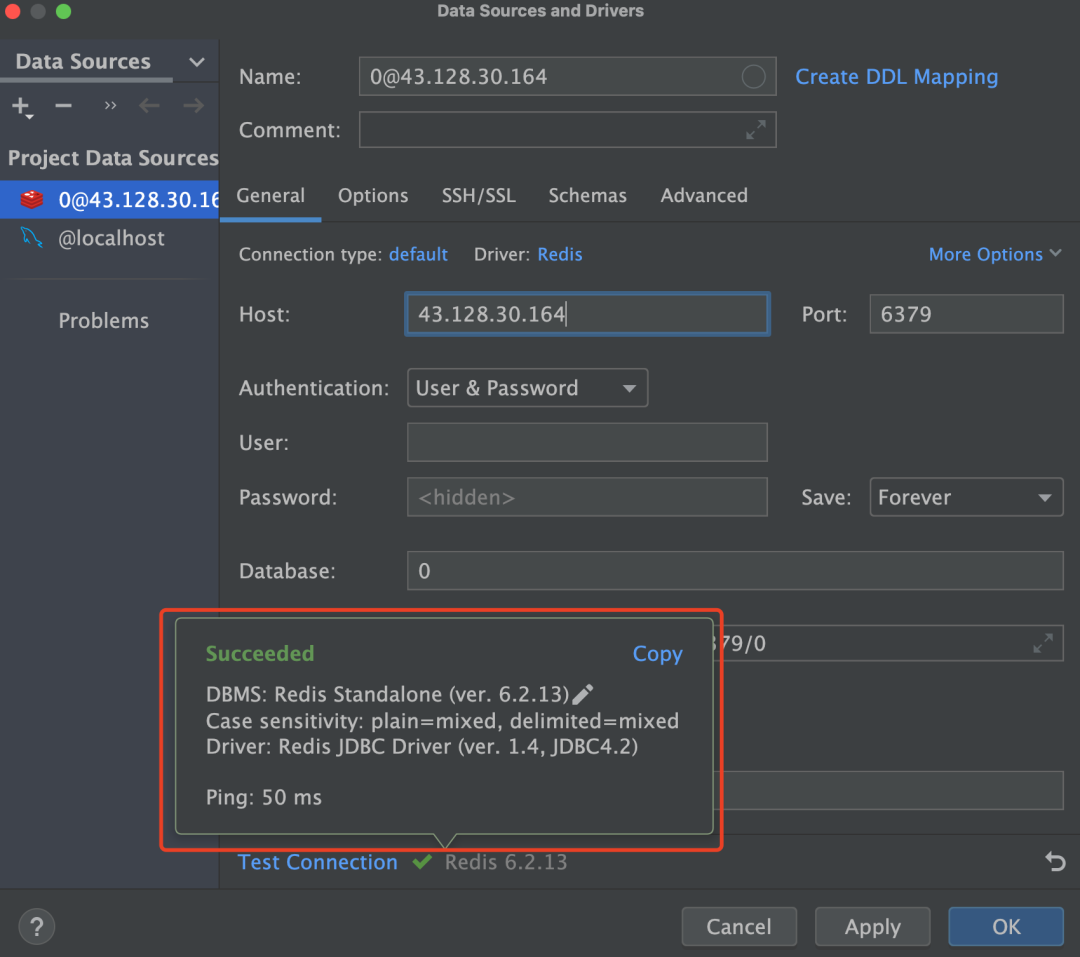 Data Sources and Drivers
Data Sources
Project Data Sources
0@43.128.30.16
@localhost
Problems
Name: 0@43.128.30.164 Create DDL Mapping
Comment:
General Options SSH/SSL Schemas Advanced
Connection type: default Driver: Redis More Options
Host: 43.128.30.164 Port: 6379
Authentication: User & Password
User:
Password: <hidden> Save: Forever
Database: 0
379/0
Succeeded Copy
DBMS: Redis Standalone (ver. 6.2.13)
Case sensitivity: plain=mixed, delimited=mixed
Driver: Redis JDBC Driver (ver. 1.4, JDBC4.2)
Ping: 50 ms
Test Connection Redis 6.2.13
? Cancel Apply OK